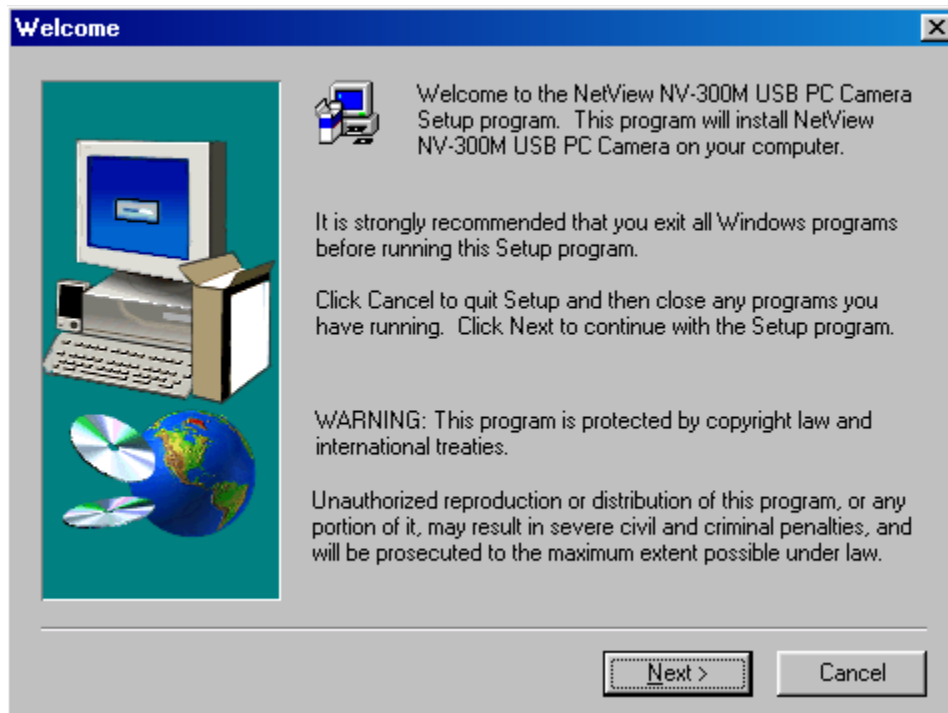 Welcome
Welcome to the NetView NV-300M USB PC Camera
Setup program.  This program will install NetView
NV-300M USB PC Camera on your computer.
It is strongly recommended that you exit all Windows programs
before running this Setup program.
Click Cancel to quit Setup and then close any programs you
have running.  Click Next to continue with the Setup program.
WARNING: This program is protected by copyright law and
international treaties.
Unauthorized reproduction or distribution of this program, or any
portion of it, may result in severe civil and criminal penalties, and
will be prosecuted to the maximum extent possible under law.
Next >
Cancel